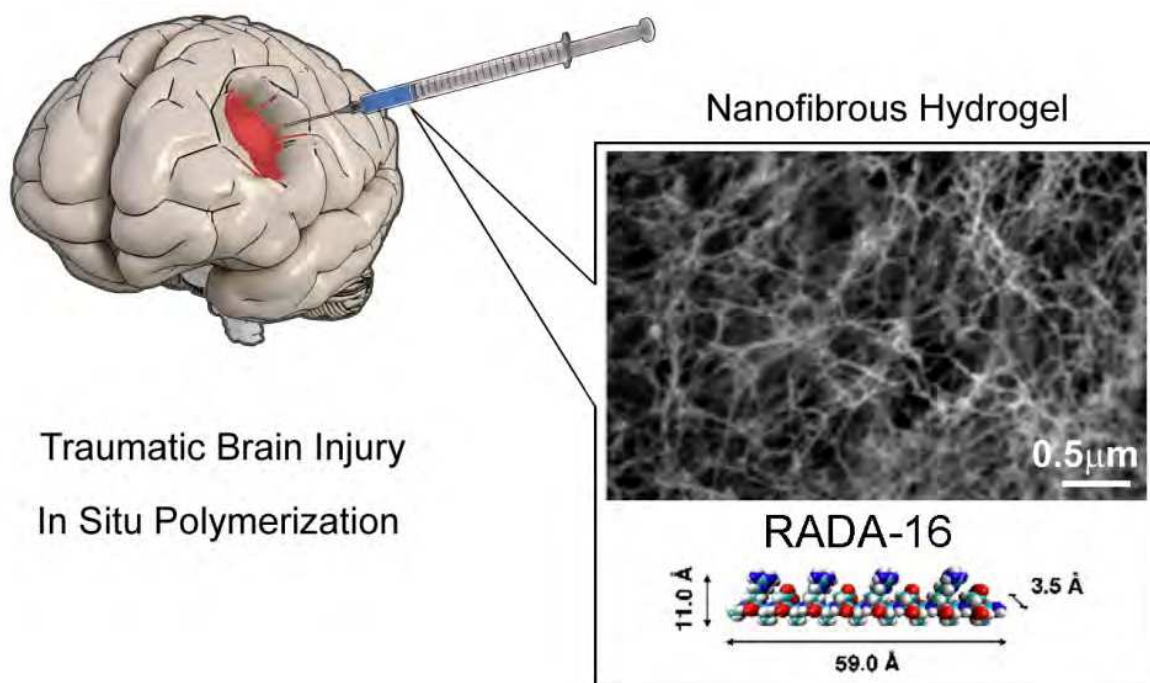 Nanofibrous Hydrogel
Traumatic Brain Injury
In Situ Polymerization
0.5μm
RADA-16
11.0 Å
3.5 Å
59.0 Å